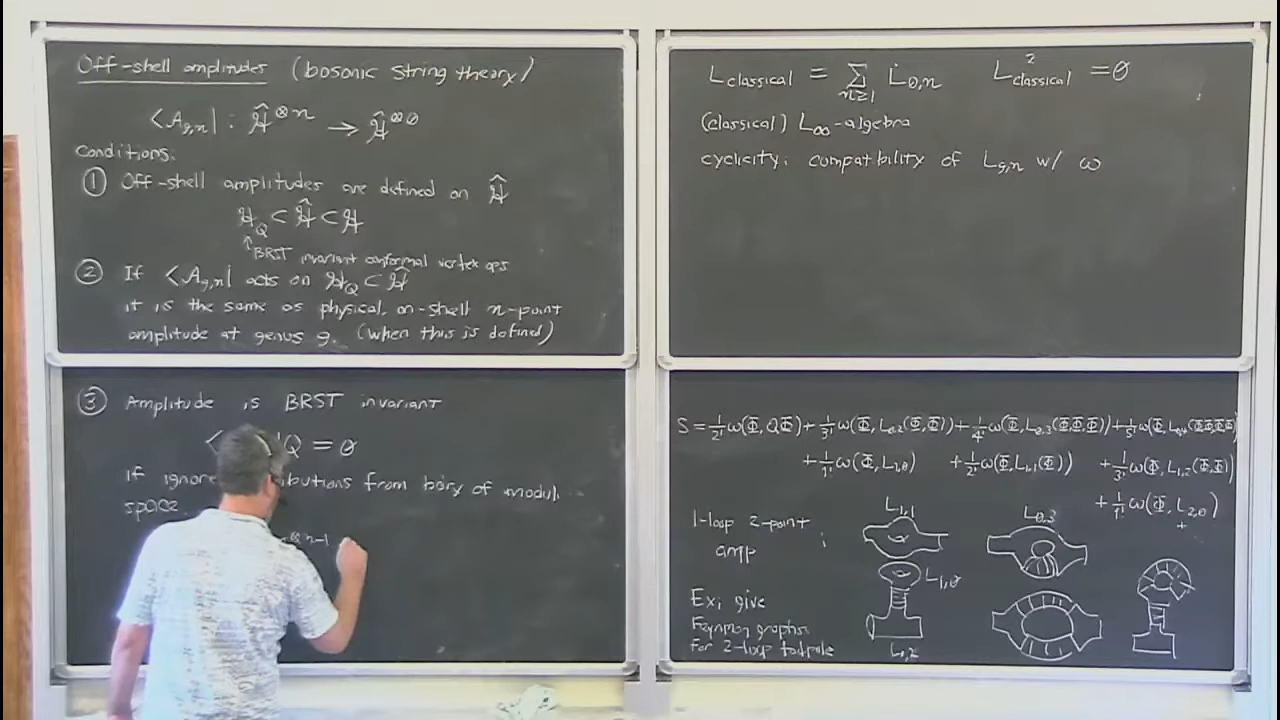 Off-shell amplitudes (bosonic string theory)
⟨A_{g,n}| : Ĥ^{⊗n} → Ĥ^{⊗0}
Conditions:
① Off-shell amplitudes are defined on Ĥ
H_Q ⊂ Ĥ ⊂ H
↑ BRST invariant conformal vertex ops
② If ⟨A_{g,n}| acts on H_Q ⊂ Ĥ
it is the same as physical, on-shell n-point
amplitude at genus g. (when this is defined)
③ Amplitude is BRST invariant
⟨ Q = 0
If ignore butions from bdry of moduli
space
⊗n-1
L_classical = Σ_{n≥1} L_{0,n} L²_classical = 0
(classical) L_∞-algebra
cyclicity: compatbility of L_{g,n} w/ ω
S = 1/2! ω(Φ, QΦ) + 1/3! ω(Φ, L_{0,2}(Φ,Φ)) + 1/4! ω(Φ, L_{0,3}(Φ,Φ,Φ)) + 1/5! ω(Φ, L_{0,4}(Φ,Φ,Φ,Φ))
+ 1/1! ω(Φ, L_{1,0}) + 1/2! ω(Φ, L_{1,1}(Φ)) + 1/3! ω(Φ, L_{1,2}(Φ,Φ))
+ 1/1! ω(Φ, L_{2,0})
+
1-loop 2-point
amp :
L_{1,1}
L_{0,3}
L_{1,0}
L_{0,2}
Ex: give
Feynman graphs
for 2-loop tadpole